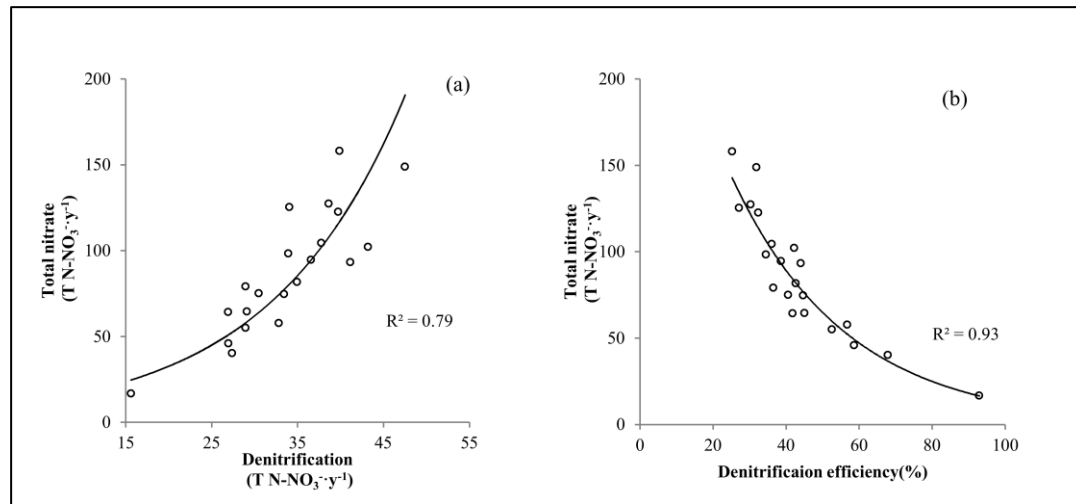 200
150
100
50
0
Total nitrate
(T N-NO₃⁻·y⁻¹)
(a)
R² = 0.79
15 25 35 45 55
Denitrification
(T N-NO₃⁻·y⁻¹)
200
150
100
50
0
Total nitrate
(T N-NO₃⁻·y⁻¹)
(b)
R² = 0.93
0 20 40 60 80 100
Denitrificaion efficiency(%)